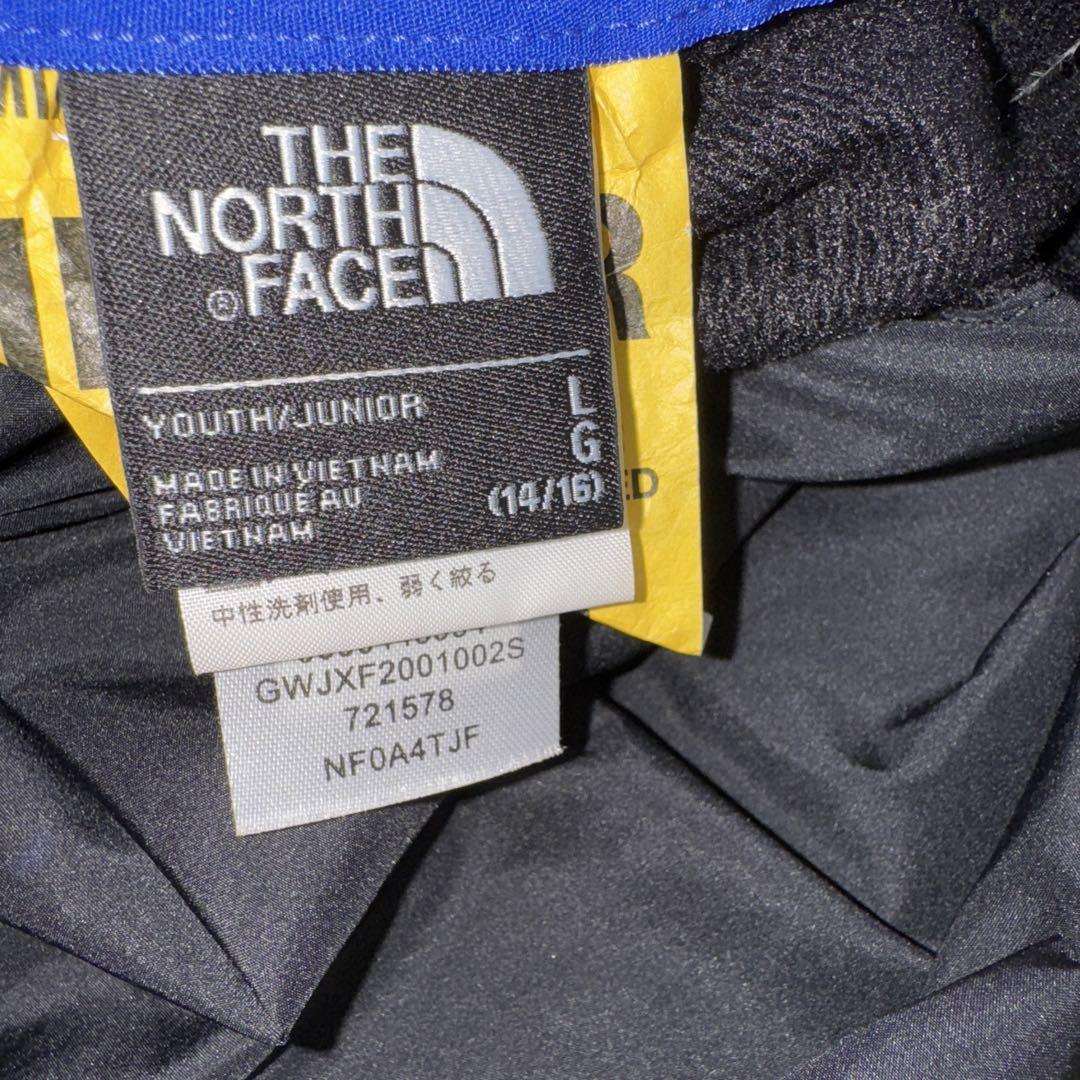 THE
NORTH
FACE
®
YOUTH/JUNIOR
L
G
(14/16)
MADE IN VIETNAM
FABRIQUE AU
VIETNAM
中性洗剤使用、弱く絞る
GWJXF2001002S
721578
NF0A4TJF